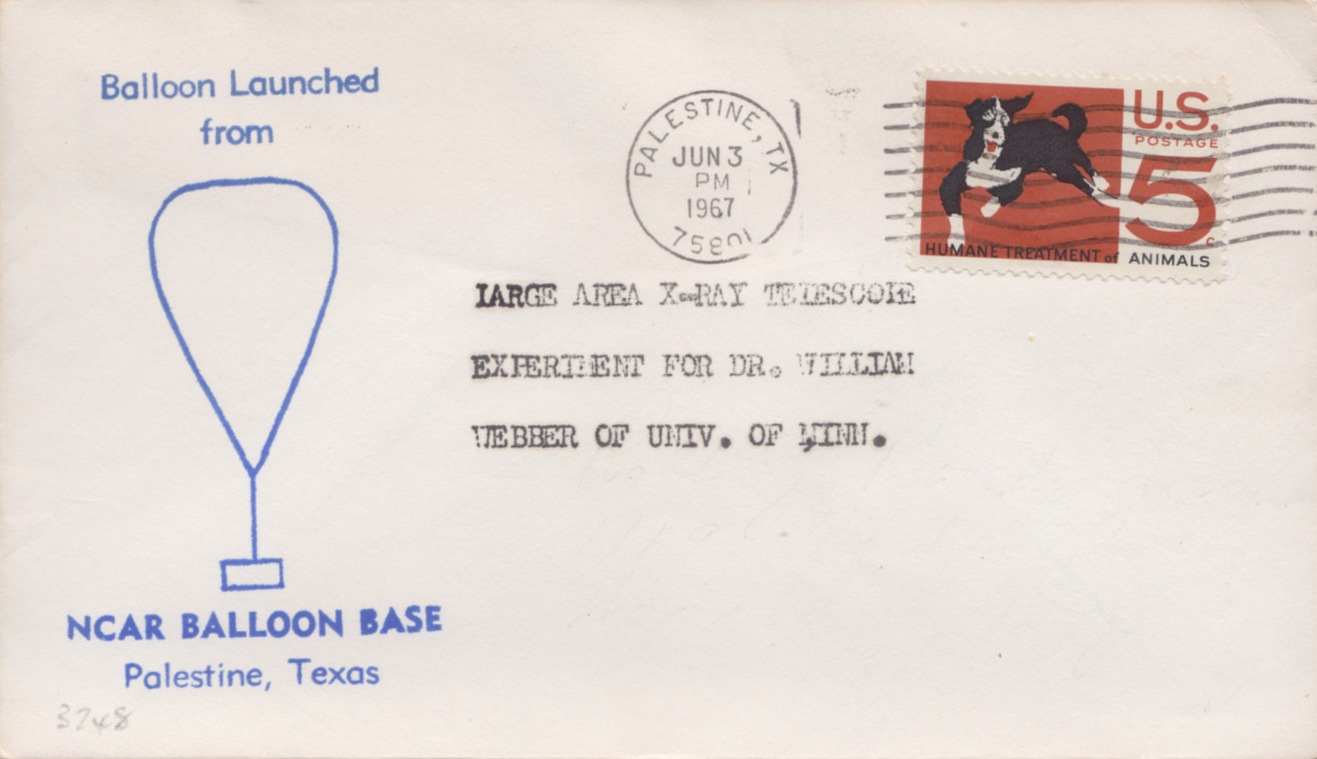 Balloon Launched
from
NCAR BALLOON BASE
Palestine, Texas
3748
PALESTINE, TX
JUN 3
PM
1967
75801
U.S.
POSTAGE
5c
HUMANE TREATMENT of ANIMALS
LARGE AREA X-RAY TELESCOPE
EXPERIMENT FOR DR. WILLIAM
WEBBER OF UNIV. OF MINN.